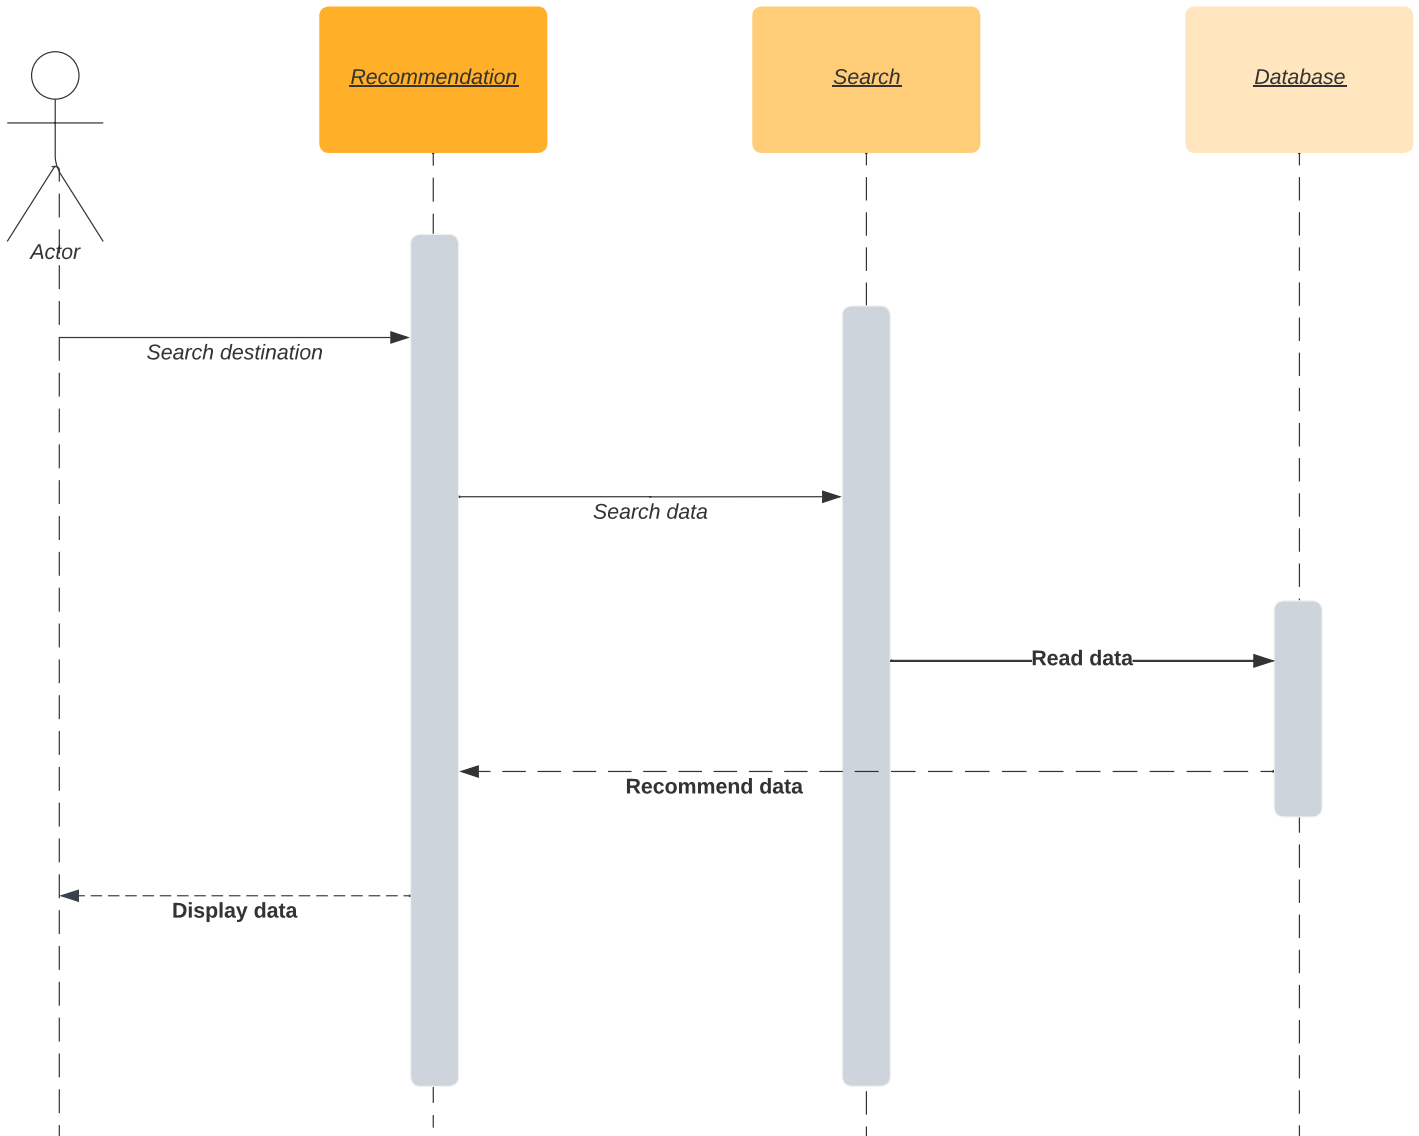 Recommendation
Search
Database
Actor
Search destination
Search data
Read data
Recommend data
Display data